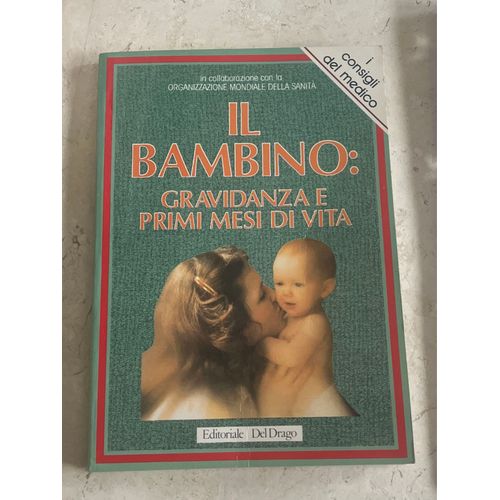 i
consigli
del medico
in collaborazione con la
ORGANIZZAZIONE MONDIALE DELLA SANITÀ
IL
BAMBINO:
GRAVIDANZA E
PRIMI MESI DI VITA
Editoriale Del Drago